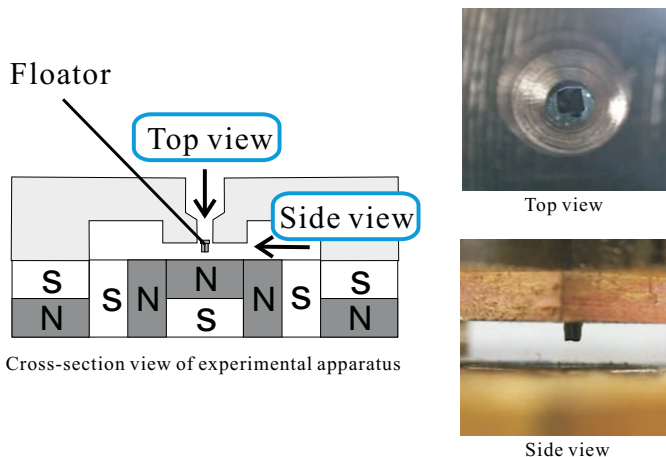 Floator
Top view
Side view
S N S
S N N S
N S N
Cross-section view of experimental apparatus
Top view
Side view